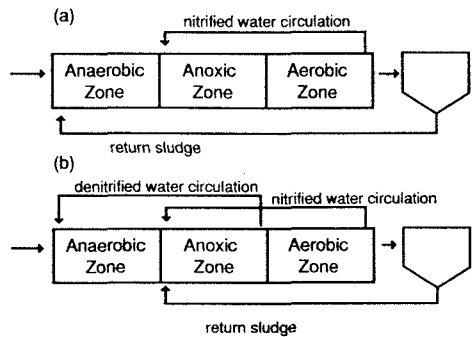 (a)
nitrified water circulation
Anaerobic Zone
Anoxic Zone
Aerobic Zone
return sludge
(b)
denitrified water circulation
nitrified water circulation
Anaerobic Zone
Anoxic Zone
Aerobic Zone
return sludge